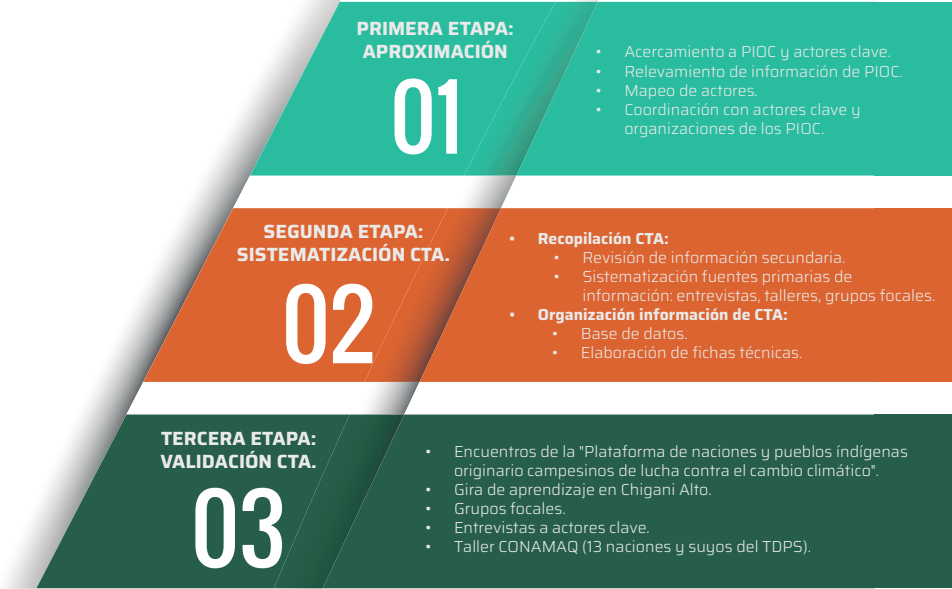 PRIMERA ETAPA:
APROXIMACIÓN
01
• Acercamiento a PIOC y actores clave.
• Relevamiento de información de PIOC.
• Mapeo de actores.
• Coordinación con actores clave y
organizaciones de los PIOC.
SEGUNDA ETAPA:
SISTEMATIZACIÓN CTA.
02
• Recopilación CTA:
• Revisión de información secundaria.
• Sistematización fuentes primarias de
información: entrevistas, talleres, grupos focales.
• Organización información de CTA:
• Base de datos.
• Elaboración de fichas técnicas.
TERCERA ETAPA:
VALIDACIÓN CTA.
03
• Encuentros de la "Plataforma de naciones y pueblos índígenas
originario campesinos de lucha contra el cambio climático".
• Gira de aprendizaje en Chigani Alto.
• Grupos focales.
• Entrevistas a actores clave.
• Taller CONAMAQ (13 naciones y suyos del TDPS).